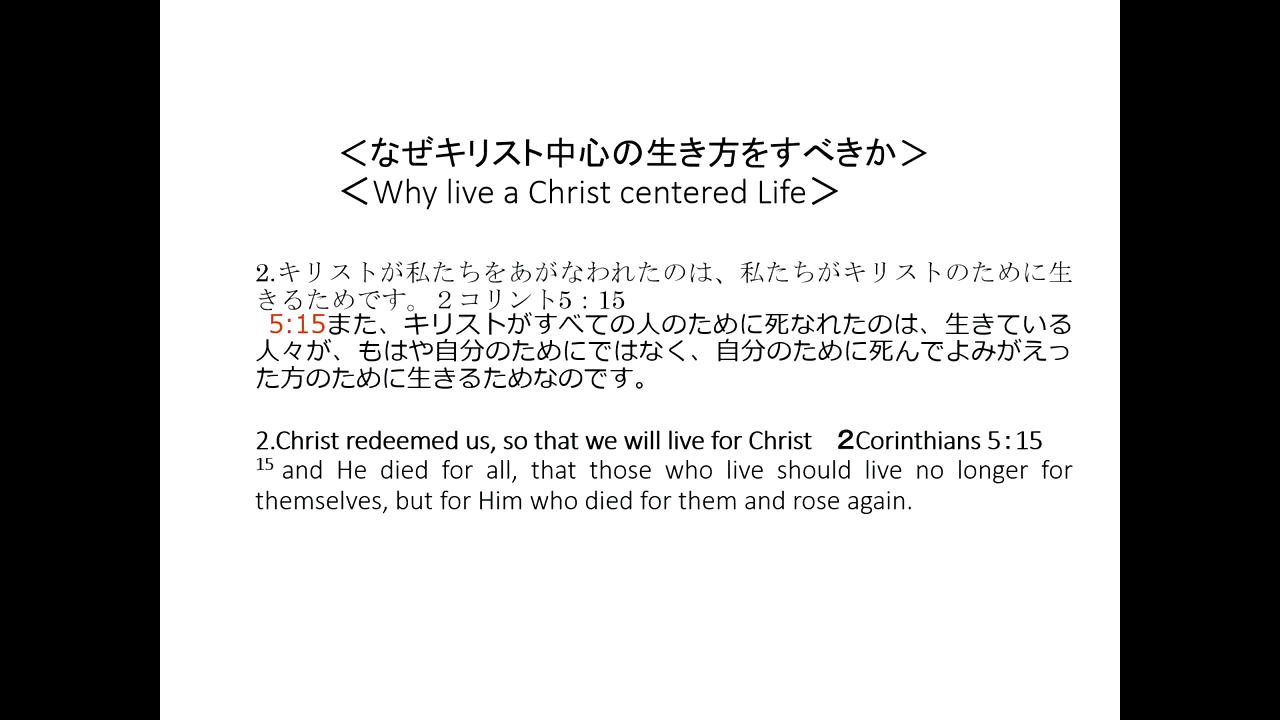 ＜なぜキリスト中心の生き方をすべきか＞
＜Why live a Christ centered Life＞
2.キリストが私たちをあがなわれたのは、私たちがキリストのために生
きるためです。２コリント5：15
5:15また、キリストがすべての人のために死なれたのは、生きている
人々が、もはや自分のためにではなく、自分のために死んでよみがえっ
た方のために生きるためなのです。
2.Christ redeemed us, so that we will live for Christ　２Corinthians 5：15
15 and He died for all, that those who live should live no longer for
themselves, but for Him who died for them and rose again.